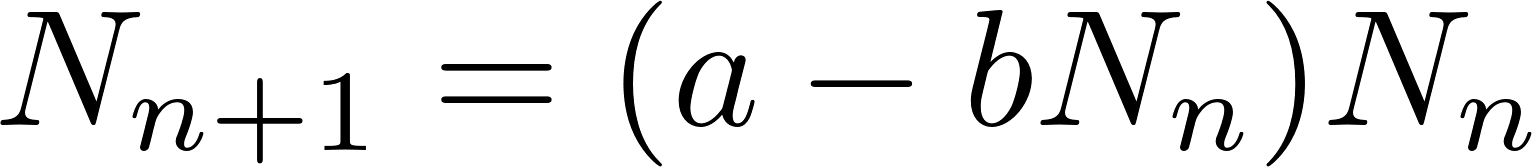 N_{n+1} = (a − bN_n)N_n